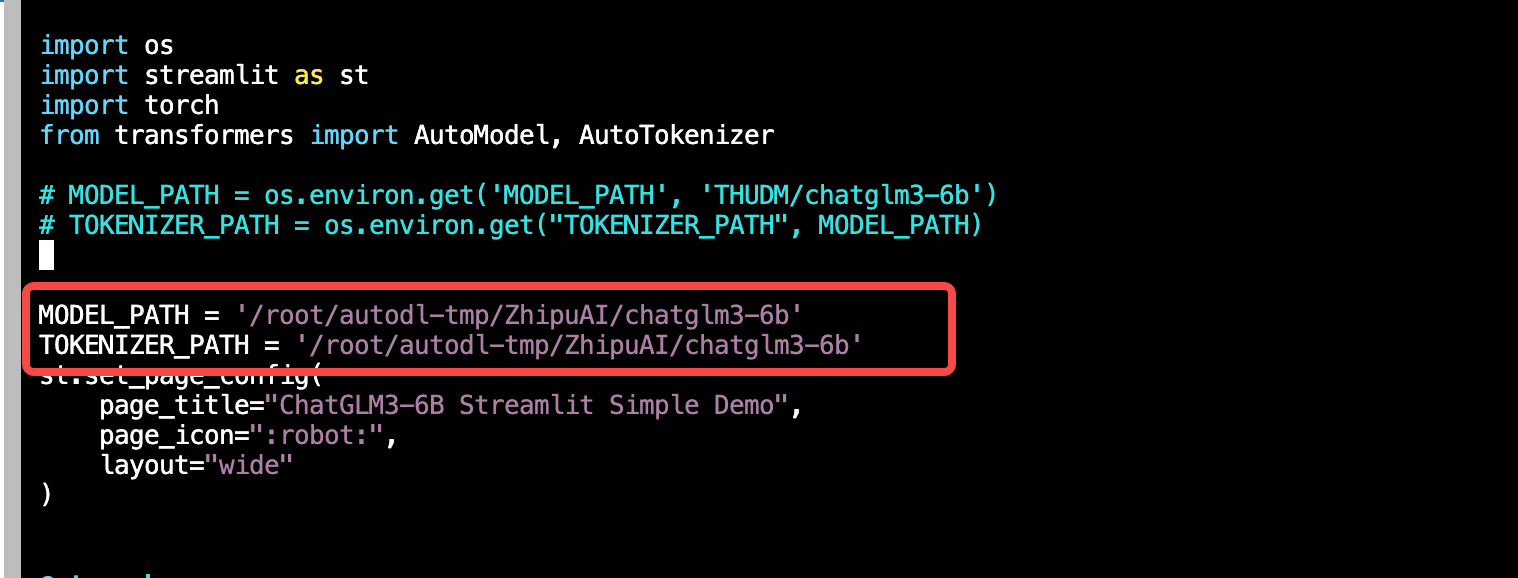 import os
import streamlit as st
import torch
from transformers import AutoModel, AutoTokenizer
# MODEL_PATH = os.environ.get('MODEL_PATH', 'THUDM/chatglm3-6b')
# TOKENIZER_PATH = os.environ.get("TOKENIZER_PATH", MODEL_PATH)
MODEL_PATH = '/root/autodl-tmp/ZhipuAI/chatglm3-6b'
TOKENIZER_PATH = '/root/autodl-tmp/ZhipuAI/chatglm3-6b'
st.set_page_config(
    page_title="ChatGLM3-6B Streamlit Simple Demo",
    page_icon=":robot:",
    layout="wide"
)